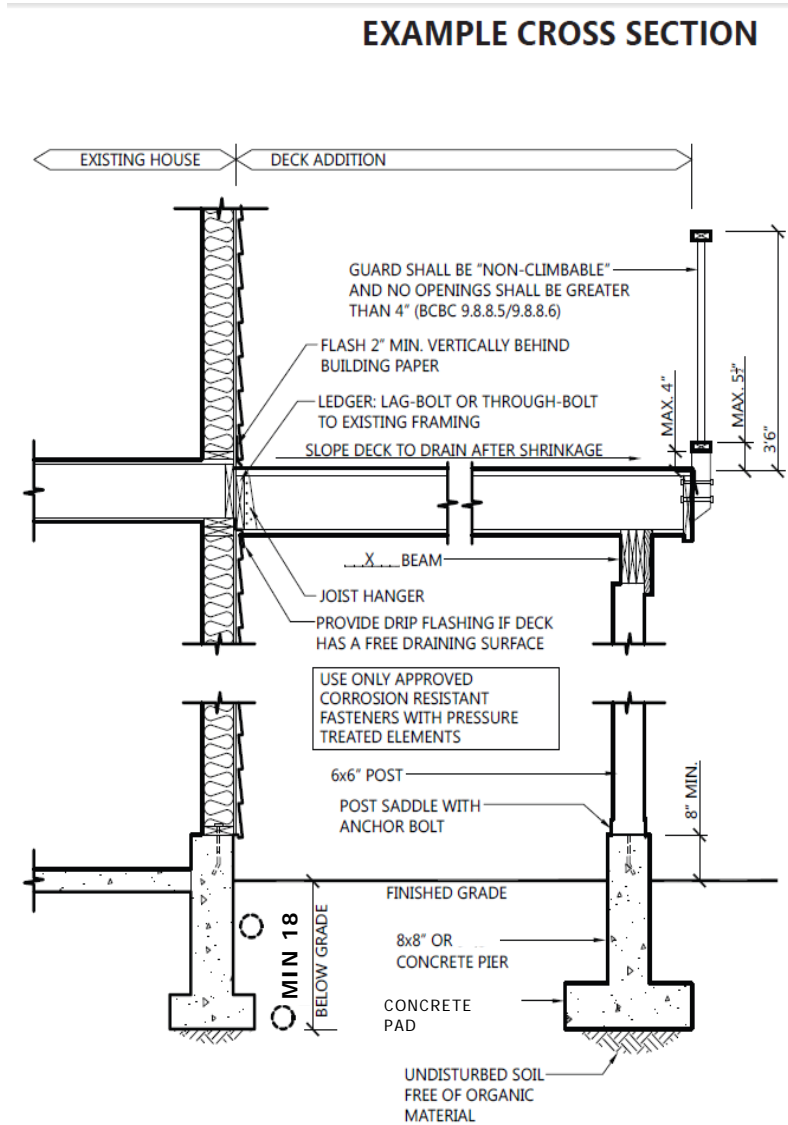 EXAMPLE CROSS SECTION
EXISTING HOUSE
DECK ADDITION
GUARD SHALL BE "NON-CLIMBABLE"
AND NO OPENINGS SHALL BE GREATER
THAN 4" (BCBC 9.8.8.5/9.8.8.6)
FLASH 2" MIN. VERTICALLY BEHIND
BUILDING PAPER
LEDGER: LAG-BOLT OR THROUGH-BOLT
TO EXISTING FRAMING
SLOPE DECK TO DRAIN AFTER SHRINKAGE
MAX. 4"
MAX. 5½"
3'6"
X BEAM
JOIST HANGER
PROVIDE DRIP FLASHING IF DECK
HAS A FREE DRAINING SURFACE
USE ONLY APPROVED
CORROSION RESISTANT
FASTENERS WITH PRESSURE
TREATED ELEMENTS
6x6" POST
POST SADDLE WITH
ANCHOR BOLT
8" MIN.
FINISHED GRADE
MIN 18
BELOW GRADE
8x8" OR
CONCRETE PIER
CONCRETE
PAD
UNDISTURBED SOIL
FREE OF ORGANIC
MATERIAL